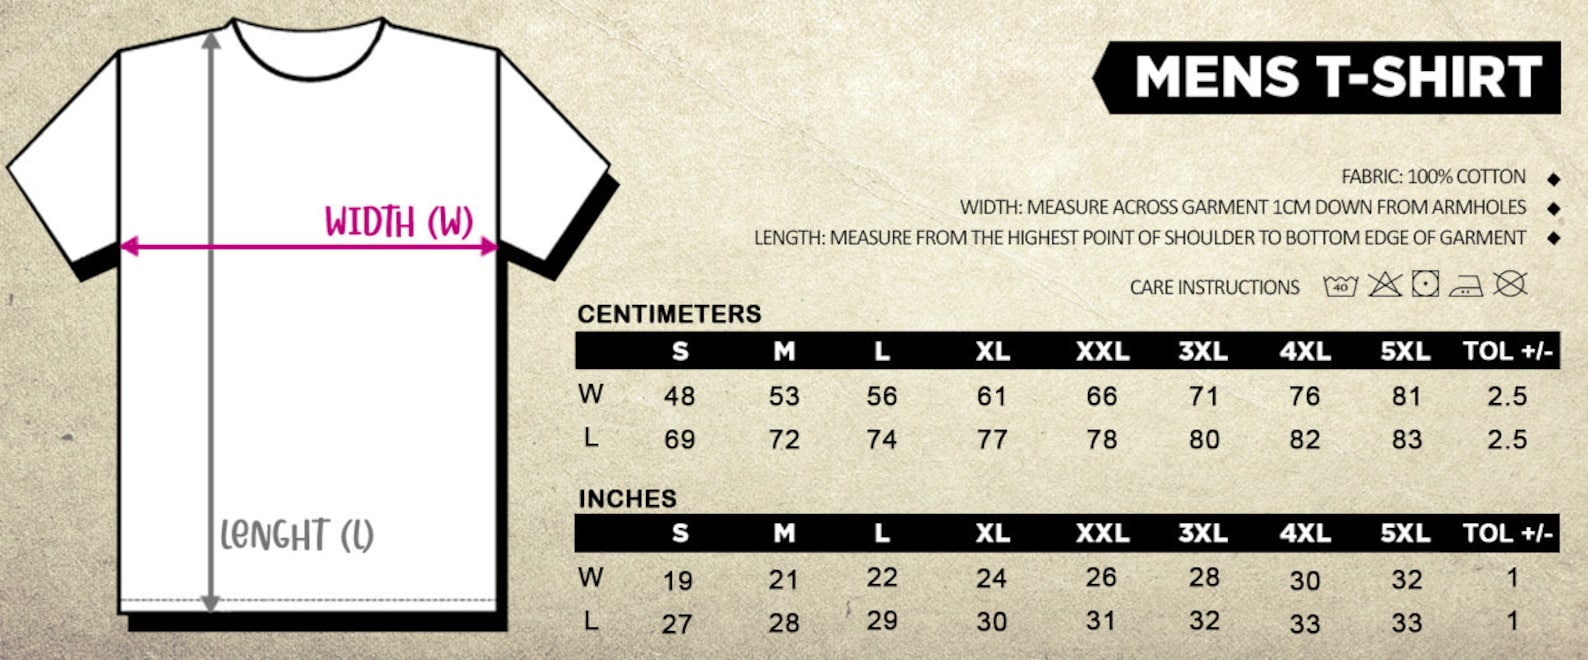 MENS T-SHIRT
FABRIC: 100% COTTON
WIDTH: MEASURE ACROSS GARMENT 1CM DOWN FROM ARMHOLES
LENGTH: MEASURE FROM THE HIGHEST POINT OF SHOULDER TO BOTTOM EDGE OF GARMENT
CARE INSTRUCTIONS 40
WIDTH (W)
LENGHT (L)
CENTIMETERS
S M L XL XXL 3XL 4XL 5XL TOL +/-
W 48 53 56 61 66 71 76 81 2.5
L 69 72 74 77 78 80 82 83 2.5
INCHES
S M L XL XXL 3XL 4XL 5XL TOL +/-
W 19 21 22 24 26 28 30 32 1
L 27 28 29 30 31 32 33 33 1